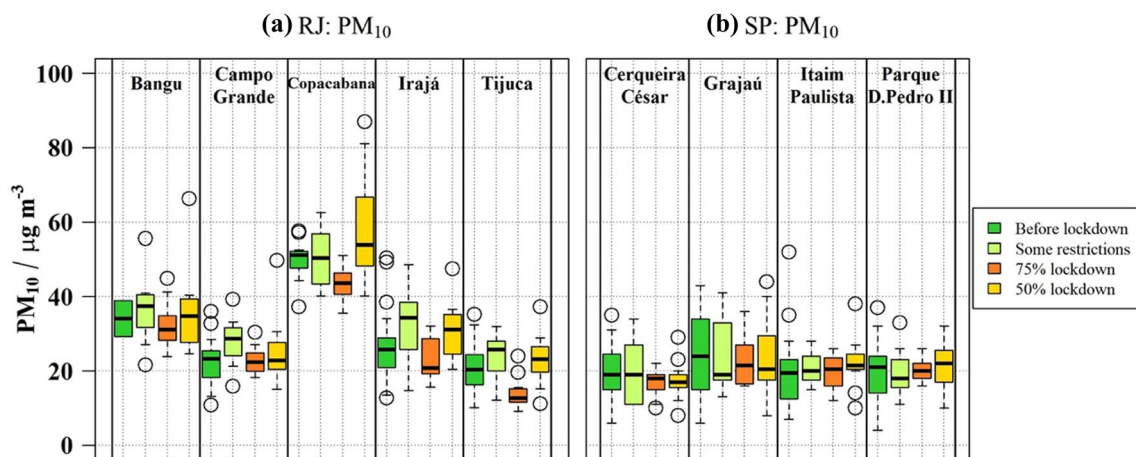 (a) RJ: PM₁₀
(b) SP: PM₁₀
PM₁₀ / μg m⁻³
100
80
60
40
20
0
Bangu
Campo
Grande
Copacabana
Irajá
Tijuca
Cerqueira
César
Grajaú
Itaim
Paulista
Parque
D.Pedro II
Before lockdown
Some restrictions
75% lockdown
50% lockdown